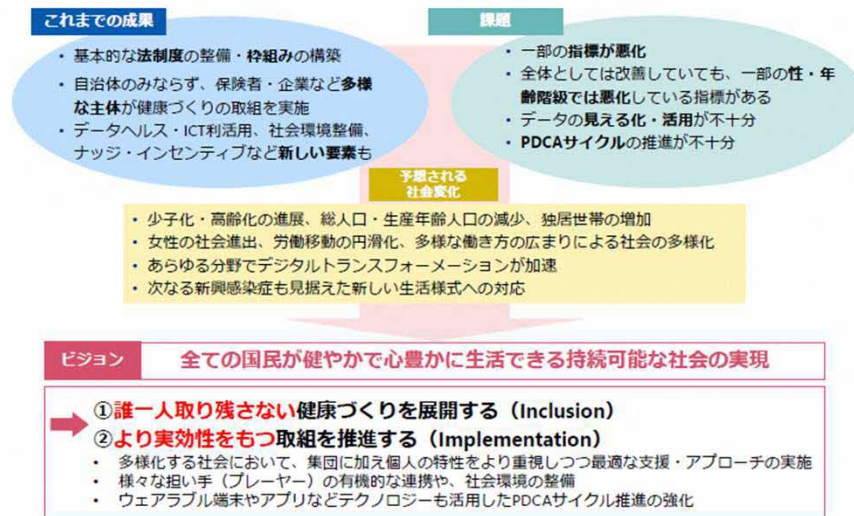 これまでの成果
・ 基本的な法制度の整備・枠組みの構築
・ 自治体のみならず、保険者・企業など多様
な主体が健康づくりの取組を実施
・ データヘルス・ICT利活用、社会環境整備、
ナッジ・インセンティブなど新しい要素も
課題
・ 一部の指標が悪化
・ 全体としては改善していても、一部の性・年
齢階級では悪化している指標がある
・ データの見える化・活用が不十分
・ PDCAサイクルの推進が不十分
予想される
社会変化
・ 少子化・高齢化の進展、総人口・生産年齢人口の減少、独居世帯の増加
・ 女性の社会進出、労働移動の円滑化、多様な働き方の広まりによる社会の多様化
・ あらゆる分野でデジタルトランスフォーメーションが加速
・ 次なる新興感染症も見据えた新しい生活様式への対応
ビジョン
全ての国民が健やかで心豊かに生活できる持続可能な社会の実現
①誰一人取り残さない健康づくりを展開する（Inclusion）
②より実効性をもつ取組を推進する（Implementation）
・ 多様化する社会において、集団に加え個人の特性をより重視しつつ最適な支援・アプローチの実施
・ 様々な担い手（プレーヤー）の有機的な連携や、社会環境の整備
・ ウェアラブル端末やアプリなどテクノロジーも活用したPDCAサイクル推進の強化